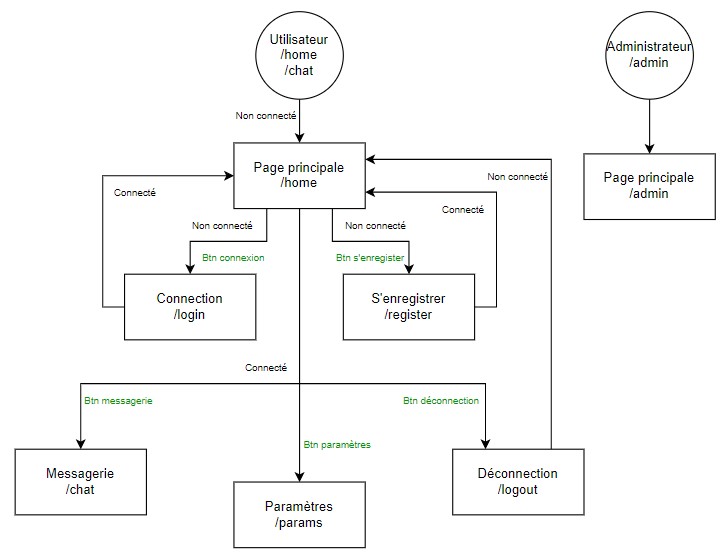 Utilisateur
/home
/chat
Administrateur
/admin
Non connecté
Page principale
/home
Page principale
/admin
Non connecté
Connecté
Connecté
Non connecté
Non connecté
Btn connexion
Btn s'enregister
Connection
/login
S'enregistrer
/register
Connecté
Btn messagerie
Btn déconnection
Btn paramètres
Messagerie
/chat
Déconnection
/logout
Paramètres
/params